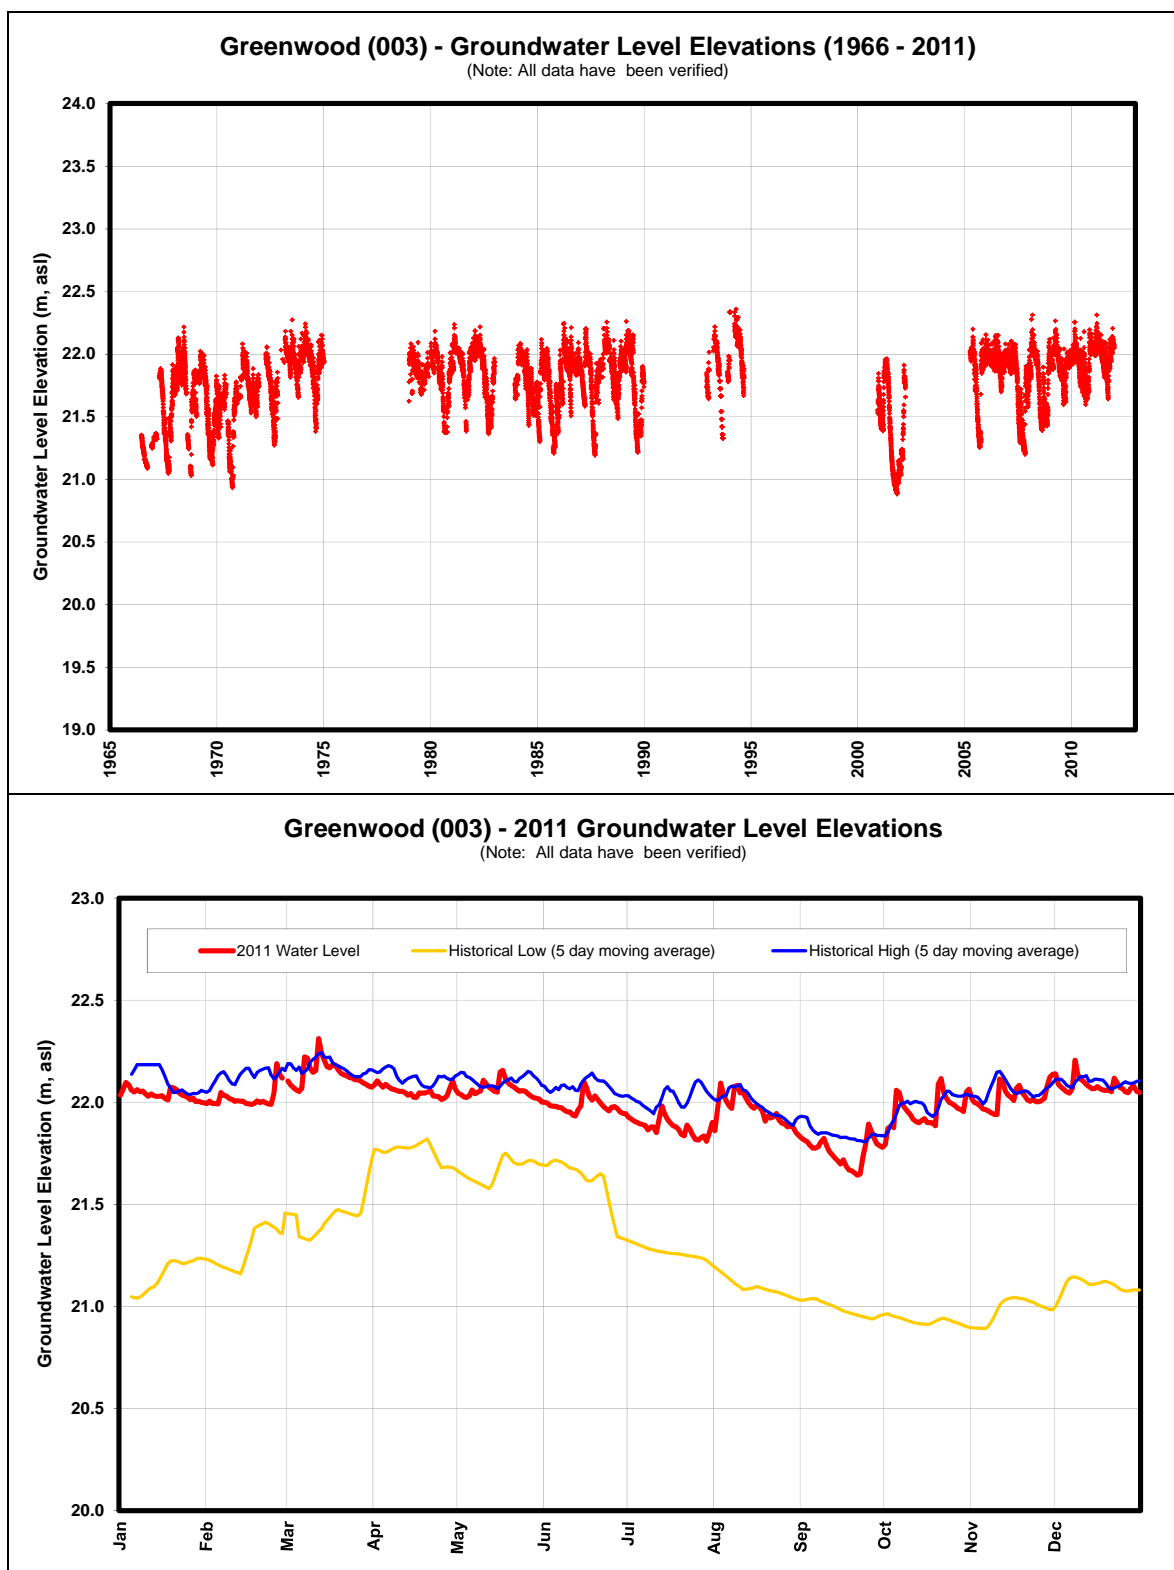 Greenwood (003) - Groundwater Level Elevations (1966 - 2011)
(Note: All data have been verified)
Groundwater Level Elevation (m, asl)
24.0
23.5
23.0
22.5
22.0
21.5
21.0
20.5
20.0
19.5
19.0
1965
1970
1975
1980
1985
1990
1995
2000
2005
2010
Greenwood (003) - 2011 Groundwater Level Elevations
(Note: All data have been verified)
Groundwater Level Elevation (m, asl)
23.0
22.5
22.0
21.5
21.0
20.5
20.0
2011 Water Level
Historical Low (5 day moving average)
Historical High (5 day moving average)
Jan
Feb
Mar
Apr
May
Jun
Jul
Aug
Sep
Oct
Nov
Dec